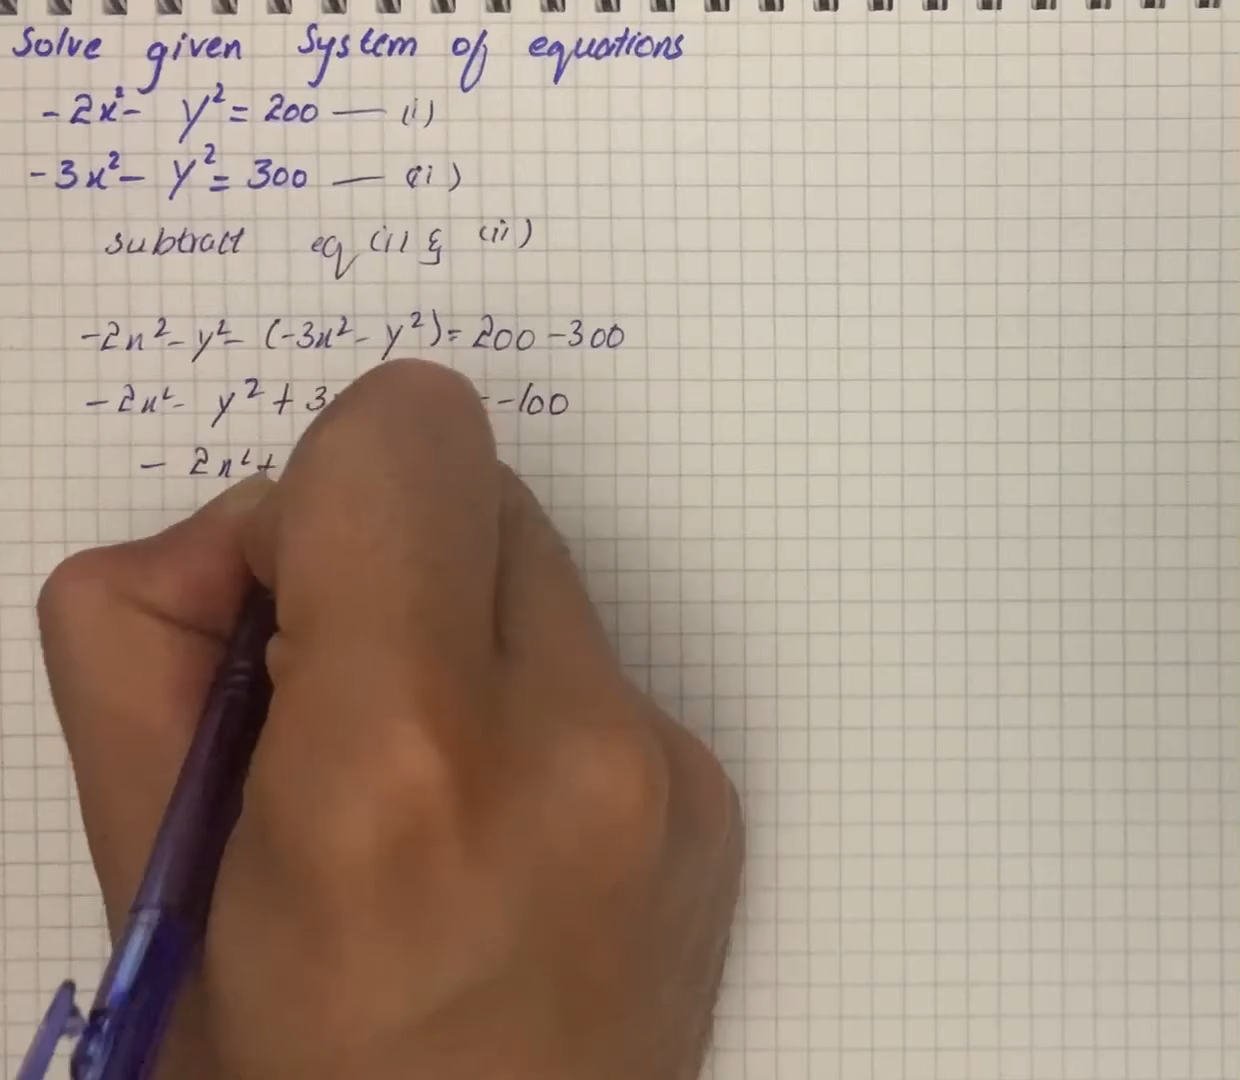 Solve given System of equations
-2x²- y²= 200 — (i)
-3x²- y²= 300 — (ii)
subtract eq (i) & (ii)
-2x²-y²- (-3x²- y²)= 200-300
-2x²- y²+3 -100
- 2x²+